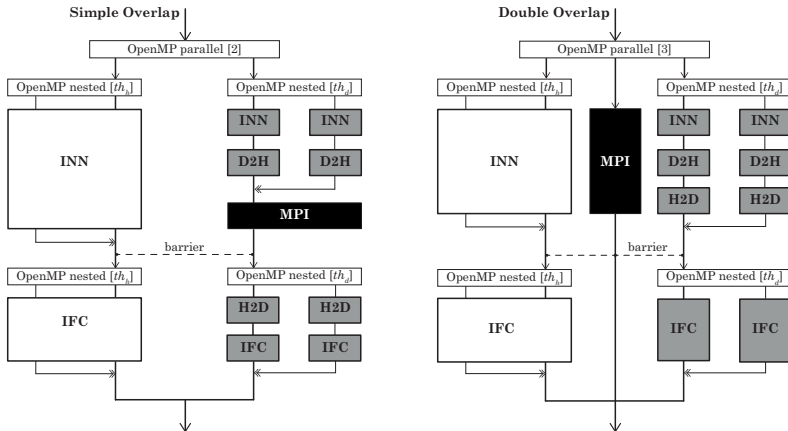 Simple Overlap
OpenMP parallel [2]
OpenMP nested [th_h]
OpenMP nested [th_d]
INN
INN
INN
D2H
D2H
MPI
barrier
OpenMP nested [th_h]
OpenMP nested [th_d]
IFC
H2D
H2D
IFC
IFC
Double Overlap
OpenMP parallel [3]
OpenMP nested [th_h]
OpenMP nested [th_d]
INN
MPI
INN
INN
D2H
D2H
H2D
H2D
barrier
OpenMP nested [th_h]
OpenMP nested [th_d]
IFC
IFC
IFC